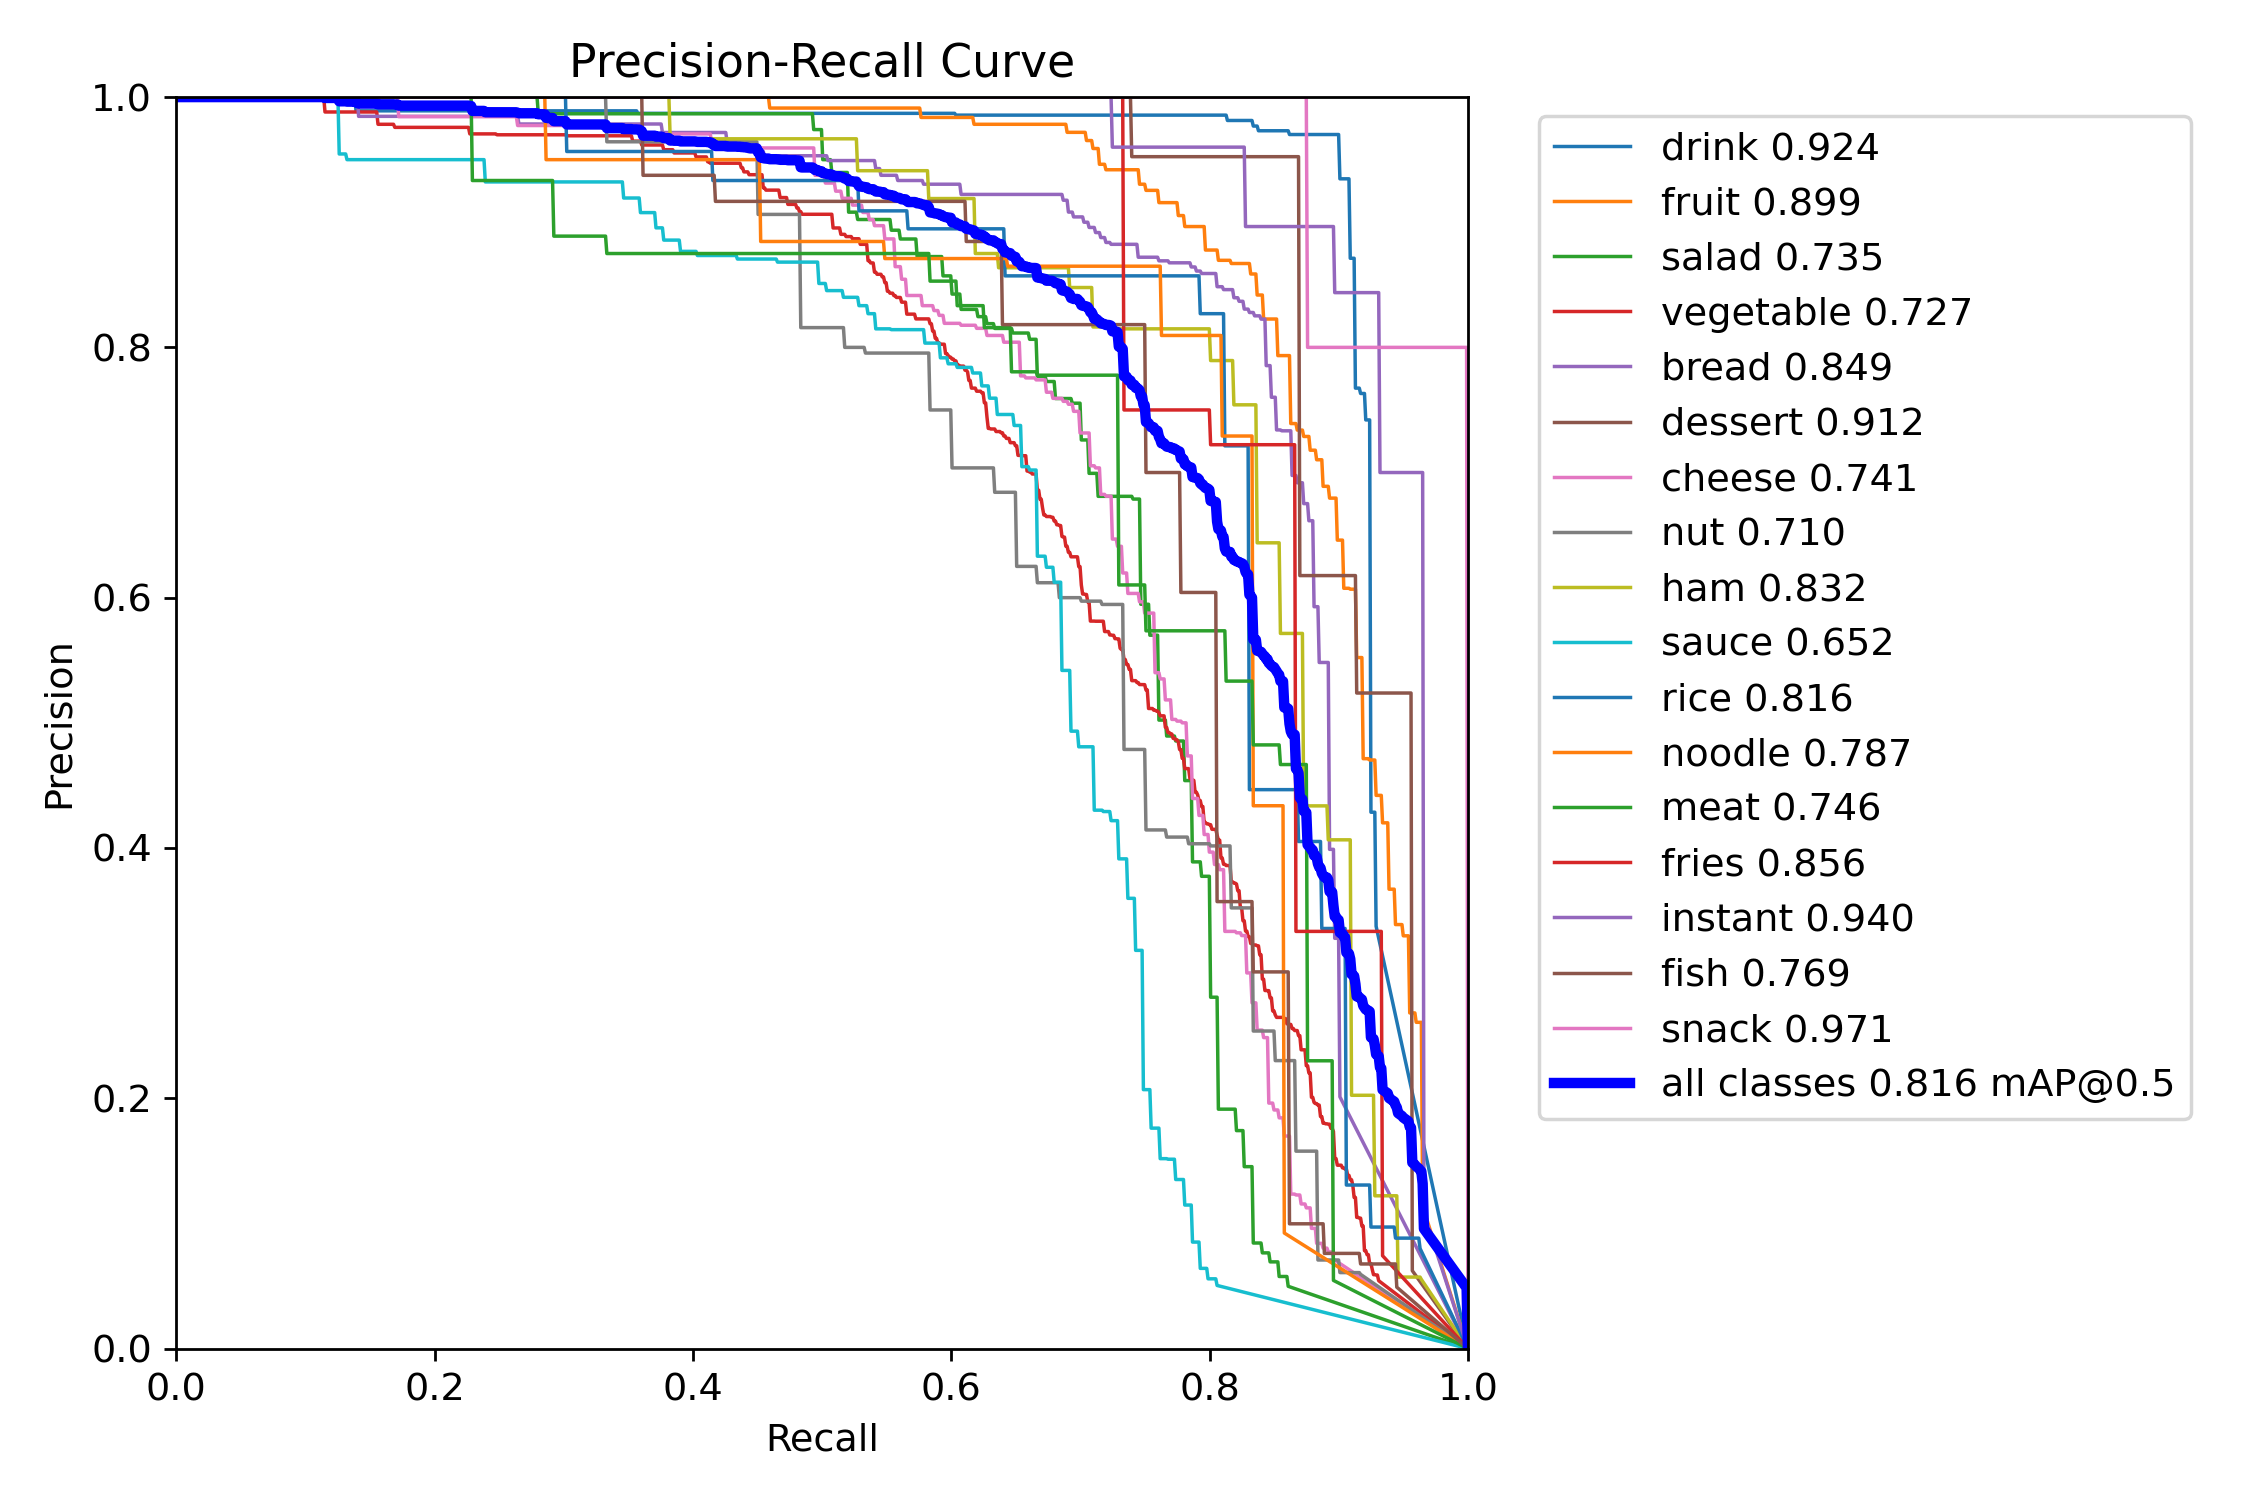 Precision-Recall Curve
1.0
0.8
0.6
0.4
0.2
0.0
Precision
0.0 0.2 0.4 0.6 0.8 1.0
Recall
drink 0.924
fruit 0.899
salad 0.735
vegetable 0.727
bread 0.849
dessert 0.912
cheese 0.741
nut 0.710
ham 0.832
sauce 0.652
rice 0.816
noodle 0.787
meat 0.746
fries 0.856
instant 0.940
fish 0.769
snack 0.971
all classes 0.816 mAP@0.5